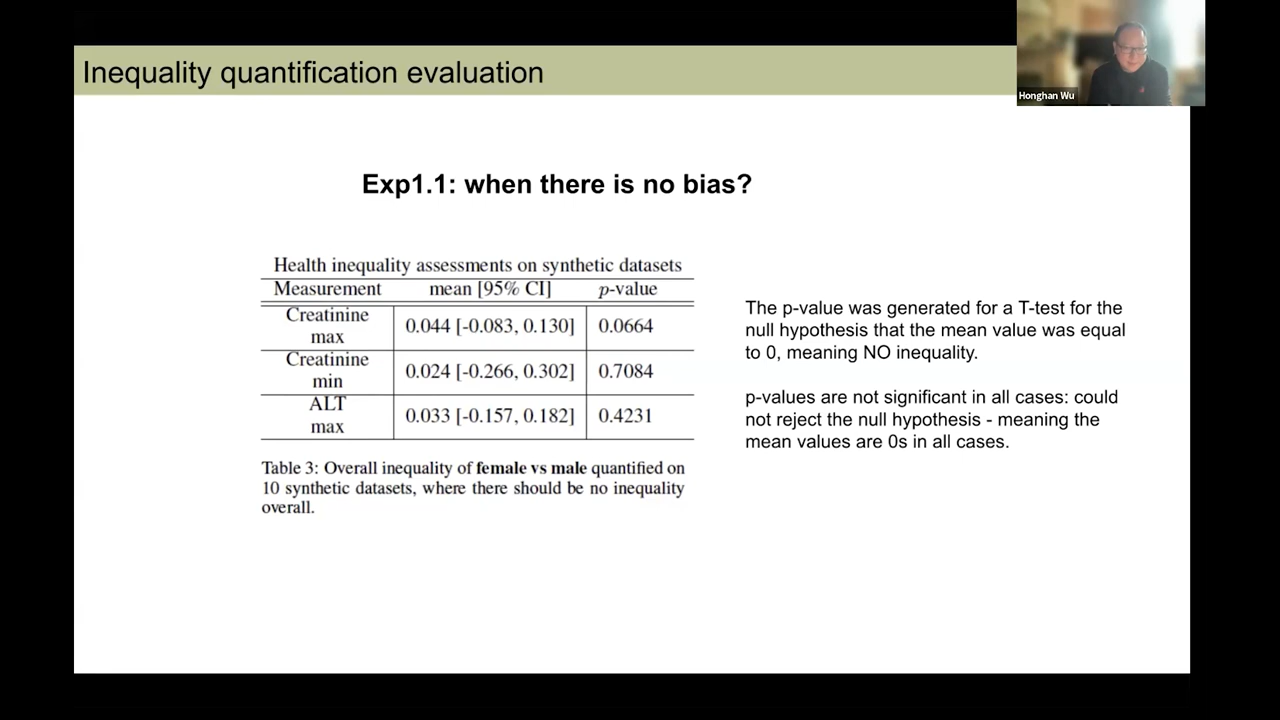 Inequality quantification evaluation
Honghan Wu
Exp1.1: when there is no bias?
Health inequality assessments on synthetic datasets
Measurement mean [95% CI] p-value
Creatinine max 0.044 [-0.083, 0.130] 0.0664
Creatinine min 0.024 [-0.266, 0.302] 0.7084
ALT max 0.033 [-0.157, 0.182] 0.4231
Table 3: Overall inequality of female vs male quantified on
10 synthetic datasets, where there should be no inequality
overall.
The p-value was generated for a T-test for the
null hypothesis that the mean value was equal
to 0, meaning NO inequality.
p-values are not significant in all cases: could
not reject the null hypothesis - meaning the
mean values are 0s in all cases.